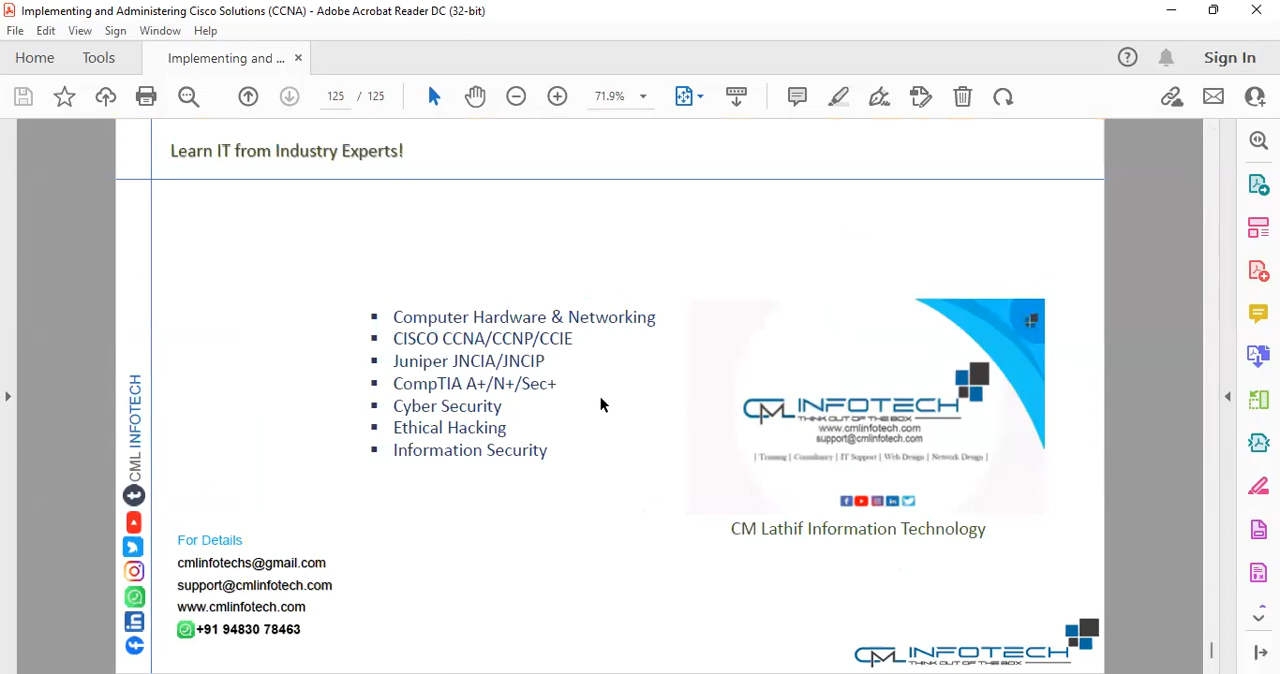 Implementing and Administering Cisco Solutions (CCNA) - Adobe Acrobat Reader DC (32-bit)
File Edit View Sign Window Help
Home Tools Implementing and ... × Sign In
125 / 125 71.9%
Learn IT from Industry Experts!
▪ Computer Hardware & Networking
▪ CISCO CCNA/CCNP/CCIE
▪ Juniper JNCIA/JNCIP
▪ CompTIA A+/N+/Sec+
▪ Cyber Security
▪ Ethical Hacking
▪ Information Security
CML INFOTECH
THINK OUT OF THE BOX
www.cmlinfotech.com
support@cmlinfotech.com
| Training | Consultancy | IT Support | Web Design | Network Design |
CM Lathif Information Technology
CML INFOTECH
For Details
cmlinfotechs@gmail.com
support@cmlinfotech.com
www.cmlinfotech.com
+91 94830 78463
CML INFOTECH
THINK OUT OF THE BOX